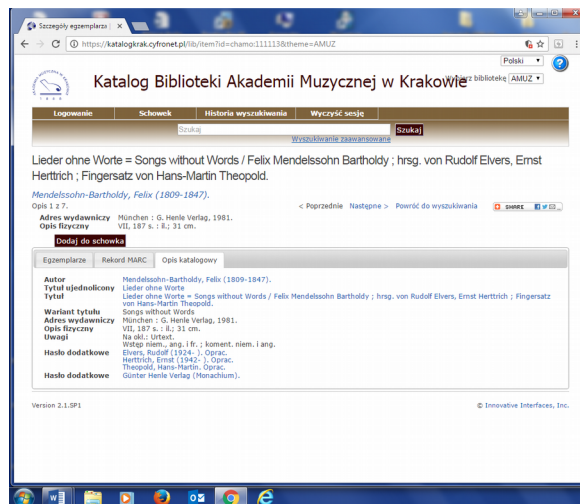 Szczegóły egzemplarza |
https://katalogkrak.cyfronet.pl/lib/item?id=chamo:111113&theme=AMUZ
Polski
Katalog Biblioteki Akademii Muzycznej w Krakowie
bibliotekę AMUZ
1888
Logowanie Schowek Historia wyszukiwania Wyczyść sesję
Szukaj Szukaj
Wyszukiwanie zaawansowane
Lieder ohne Worte = Songs without Words / Felix Mendelssohn Bartholdy ; hrsg. von Rudolf Elvers, Ernst
Herttrich ; Fingersatz von Hans-Martin Theopold.
Mendelssohn-Bartholdy, Felix (1809-1847).
Opis 1 z 7. < Poprzednie Następne > Powróć do wyszukiwania SHARE
Adres wydawniczy München : G. Henle Verlag, 1981.
Opis fizyczny VII, 187 s. : il.; 31 cm.
Dodaj do schowka
Egzemplarze Rekord MARC Opis katalogowy
Autor Mendelssohn-Bartholdy, Felix (1809-1847).
Tytuł ujednolicony Lieder ohne Worte
Tytuł Lieder ohne Worte = Songs without Words / Felix Mendelssohn Bartholdy ; hrsg. von Rudolf Elvers, Ernst Herttrich ; Fingersatz
von Hans-Martin Theopold.
Wariant tytułu Songs without Words
Adres wydawniczy München : G. Henle Verlag, 1981.
Opis fizyczny VII, 187 s. : il.; 31 cm.
Uwagi Na okł.: Urtext.
Wstęp niem., ang. i fr. ; koment. niem. i ang.
Hasło dodatkowe Elvers, Rudolf (1924- ). Oprac.
Herttrich, Ernst (1942- ). Oprac.
Theopold, Hans-Martin. Oprac.
Hasło dodatkowe Günter Henle Verlag (Monachium).
Version 2.1.SP1 © Innovative Interfaces, Inc.